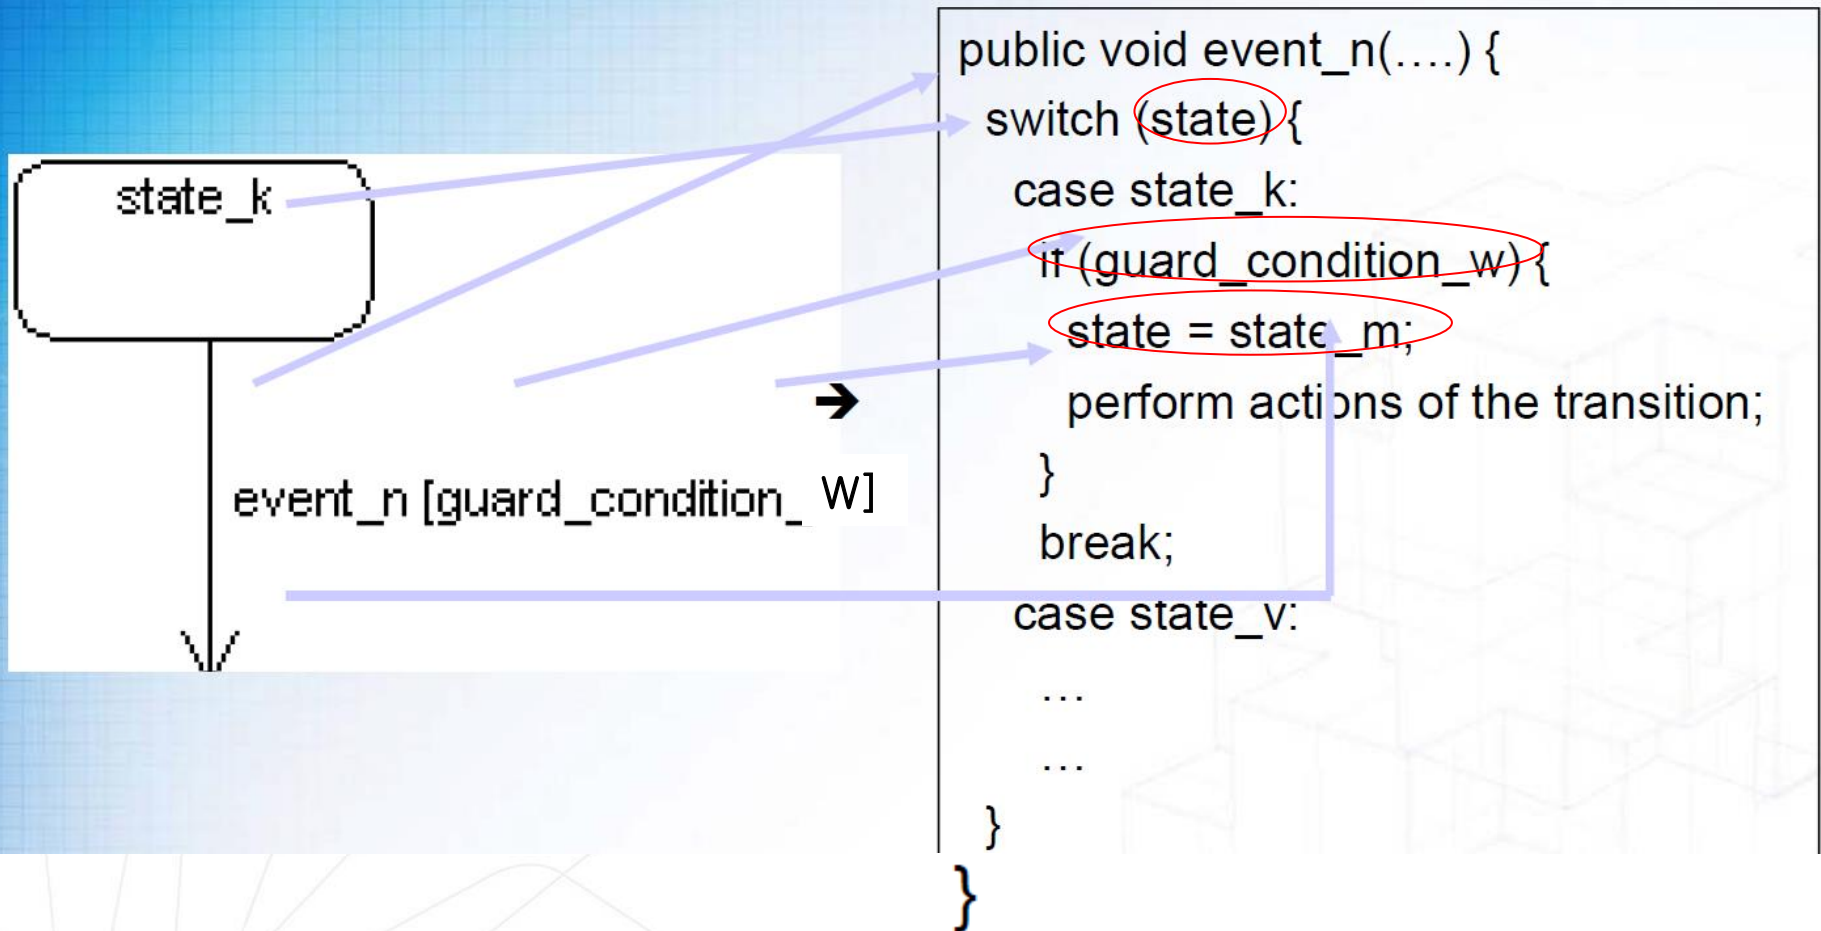 state_k
event_n [guard_condition_ W]
➔
public void event_n(....) {
switch (state) {
case state_k:
if (guard_condition_w) {
state = state_m;
perform actions of the transition;
}
break;
case state_v:
...
...
}
}